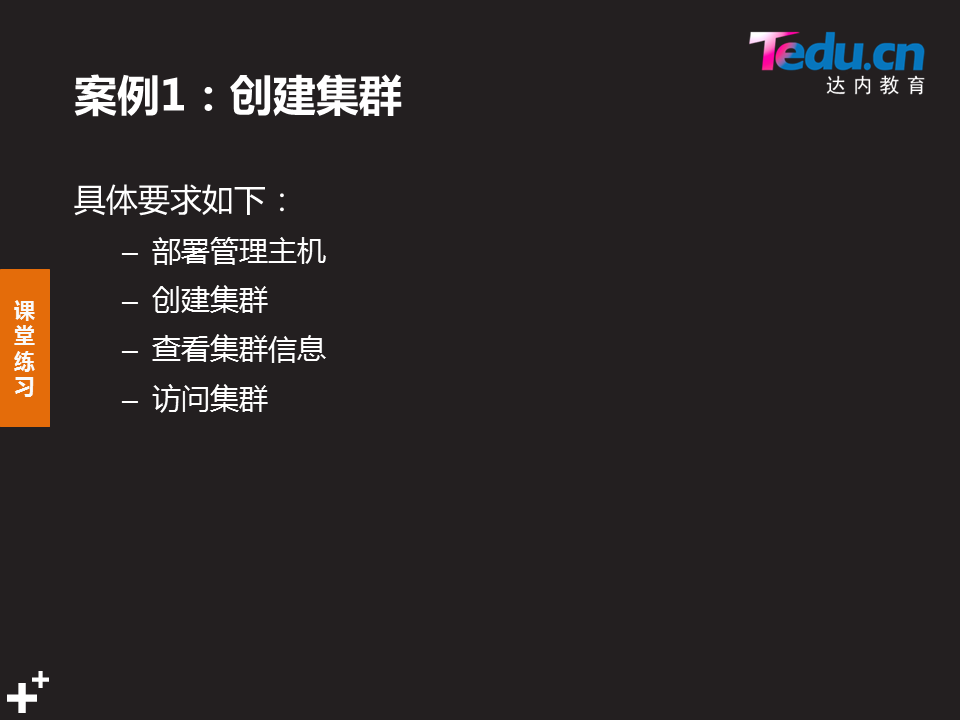 Tedu.cn
达内教育
案例1：创建集群
具体要求如下：
– 部署管理主机
– 创建集群
– 查看集群信息
– 访问集群
课
堂
练
习